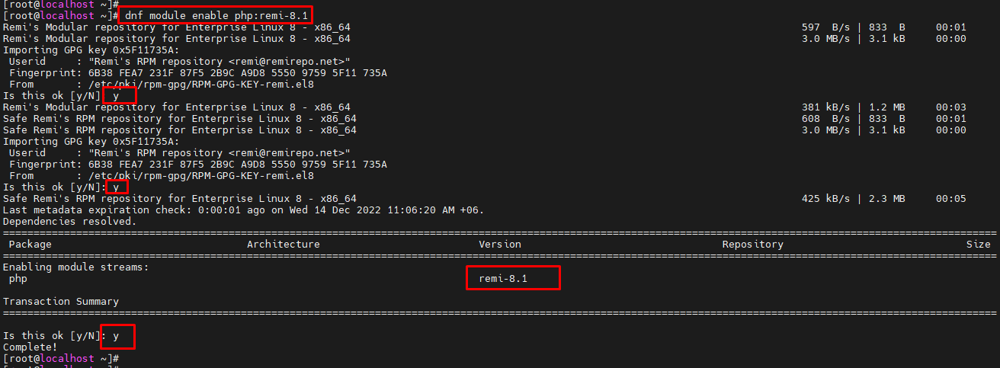 [root@localhost ~]#
[root@localhost ~]# dnf module enable php:remi-8.1
Remi's Modular repository for Enterprise Linux 8 - x86_64 597 B/s | 833 B 00:01
Remi's Modular repository for Enterprise Linux 8 - x86_64 3.0 MB/s | 3.1 kB 00:00
Importing GPG key 0x5F11735A:
Userid : "Remi's RPM repository <remi@remirepo.net>"
Fingerprint: 6B38 FEA7 231F 87F5 2B9C A9D8 5550 9759 5F11 735A
From : /etc/pki/rpm-gpg/RPM-GPG-KEY-remi.el8
Is this ok [y/N]: y
Remi's Modular repository for Enterprise Linux 8 - x86_64 381 kB/s | 1.2 MB 00:03
Safe Remi's RPM repository for Enterprise Linux 8 - x86_64 608 B/s | 833 B 00:01
Safe Remi's RPM repository for Enterprise Linux 8 - x86_64 3.0 MB/s | 3.1 kB 00:00
Importing GPG key 0x5F11735A:
Userid : "Remi's RPM repository <remi@remirepo.net>"
Fingerprint: 6B38 FEA7 231F 87F5 2B9C A9D8 5550 9759 5F11 735A
From : /etc/pki/rpm-gpg/RPM-GPG-KEY-remi.el8
Is this ok [y/N]: y
Safe Remi's RPM repository for Enterprise Linux 8 - x86_64 425 kB/s | 2.3 MB 00:05
Last metadata expiration check: 0:00:01 ago on Wed 14 Dec 2022 11:06:20 AM +06.
Dependencies resolved.
Package Architecture Version Repository Size
Enabling module streams:
php remi-8.1
Transaction Summary
Is this ok [y/N]: y
Complete!
[root@localhost ~]#
[root@localhost ~]#